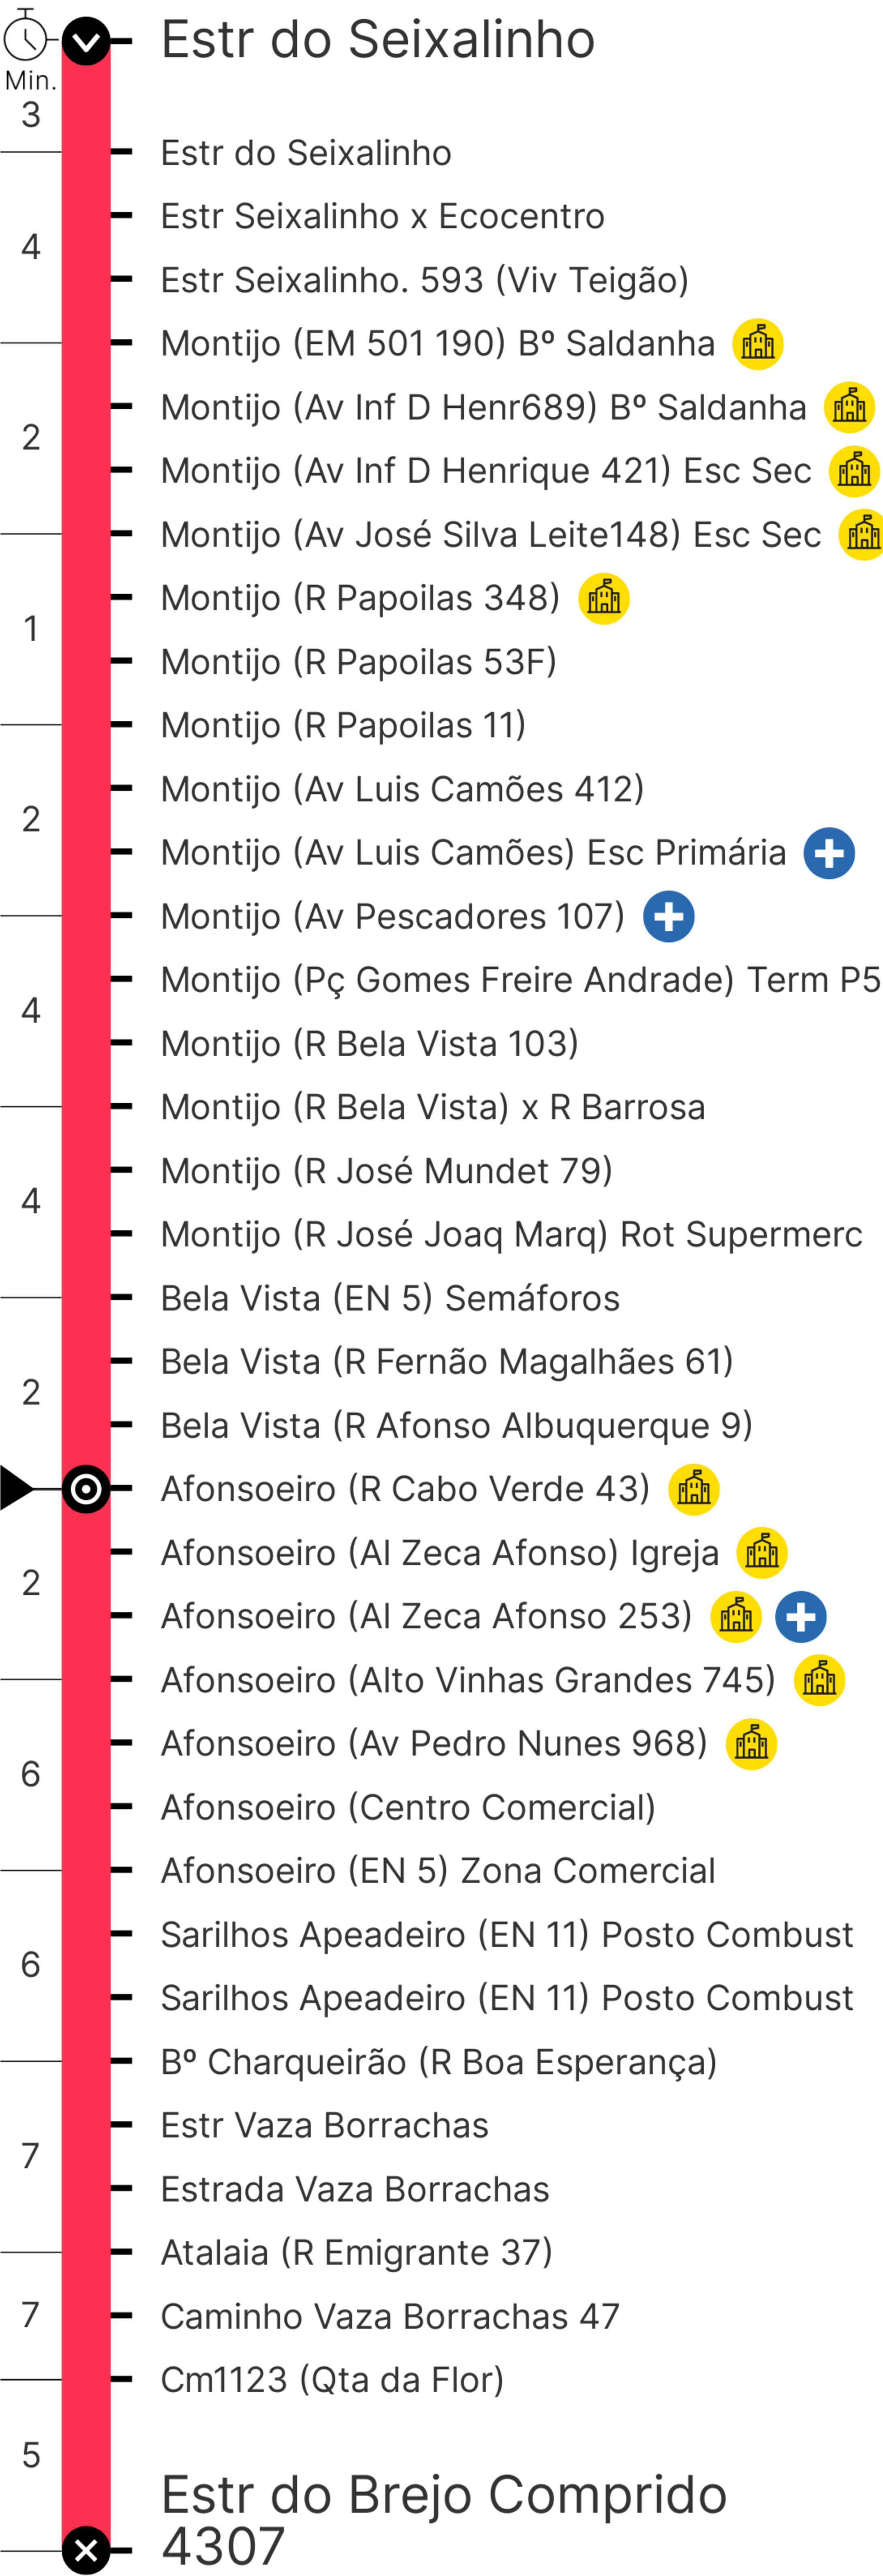 Estr do Seixalinho
Min.
3
Estr do Seixalinho
Estr Seixalinho x Ecocentro
4
Estr Seixalinho. 593 (Viv Teigão)
Montijo (EM 501 190) Bº Saldanha
Montijo (Av Inf D Henr689) Bº Saldanha
2
Montijo (Av Inf D Henrique 421) Esc Sec
Montijo (Av José Silva Leite148) Esc Sec
Montijo (R Papoilas 348)
1
Montijo (R Papoilas 53F)
Montijo (R Papoilas 11)
Montijo (Av Luis Camões 412)
2
Montijo (Av Luis Camões) Esc Primária
Montijo (Av Pescadores 107)
Montijo (Pç Gomes Freire Andrade) Term P5
4
Montijo (R Bela Vista 103)
Montijo (R Bela Vista) x R Barrosa
Montijo (R José Mundet 79)
4
Montijo (R José Joaq Marq) Rot Supermerc
Bela Vista (EN 5) Semáforos
Bela Vista (R Fernão Magalhães 61)
2
Bela Vista (R Afonso Albuquerque 9)
Afonsoeiro (R Cabo Verde 43)
Afonsoeiro (Al Zeca Afonso) Igreja
2
Afonsoeiro (Al Zeca Afonso 253)
Afonsoeiro (Alto Vinhas Grandes 745)
Afonsoeiro (Av Pedro Nunes 968)
6
Afonsoeiro (Centro Comercial)
Afonsoeiro (EN 5) Zona Comercial
Sarilhos Apeadeiro (EN 11) Posto Combust
6
Sarilhos Apeadeiro (EN 11) Posto Combust
Bº Charqueirão (R Boa Esperança)
Estr Vaza Borrachas
7
Estrada Vaza Borrachas
Atalaia (R Emigrante 37)
7
Caminho Vaza Borrachas 47
Cm1123 (Qta da Flor)
5
Estr do Brejo Comprido
4307